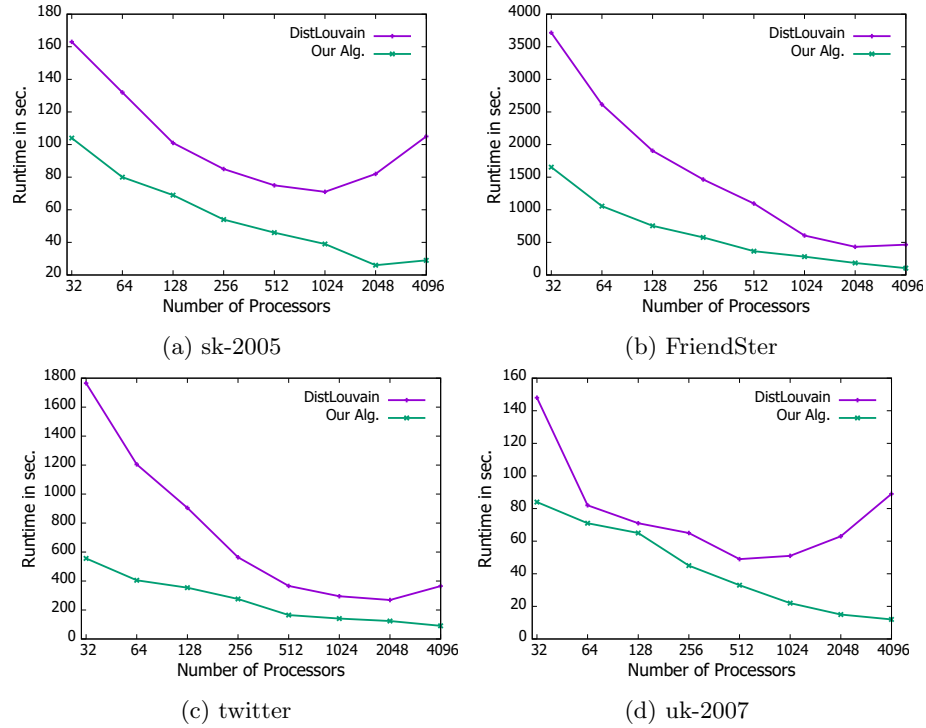 DistLouvain
Our Alg.
Runtime in sec.
180
160
140
120
100
80
60
40
20
32 64 128 256 512 1024 2048 4096
Number of Processors
(a) sk-2005
DistLouvain
Our Alg.
Runtime in sec.
4000
3500
3000
2500
2000
1500
1000
500
0
32 64 128 256 512 1024 2048 4096
Number of Processors
(b) FriendSter
DistLouvain
Our Alg.
Runtime in sec.
1800
1600
1400
1200
1000
800
600
400
200
0
32 64 128 256 512 1024 2048 4096
Number of Processors
(c) twitter
DistLouvain
Our Alg.
Runtime in sec.
160
140
120
100
80
60
40
20
0
32 64 128 256 512 1024 2048 4096
Number of Processors
(d) uk-2007